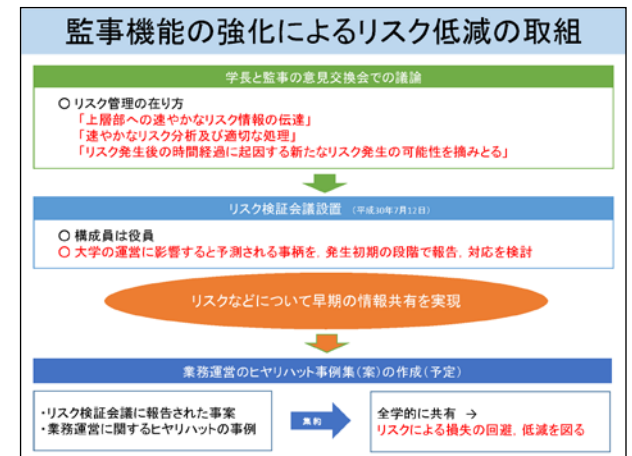 監事機能の強化によるリスク低減の取組
学長と監事の意見交換会での議論
〇 リスク管理の在り方
「上層部への速やかなリスク情報の伝達」
「速やかなリスク分析及び適切な処理」
「リスク発生後の時間経過に起因する新たなリスク発生の可能性を摘みとる」
リスク検証会議設置 (平成30年7月12日)
〇 構成員は役員
〇 大学の運営に影響すると予測される事柄を，発生初期の段階で報告，対応を検討
リスクなどについて早期の情報共有を実現
業務運営のヒヤリハット事例集(案)の作成(予定)
・リスク検証会議に報告された事案
・業務運営に関するヒヤリハットの事例
集約
全学的に共有 →
リスクによる損失の回避，低減を図る